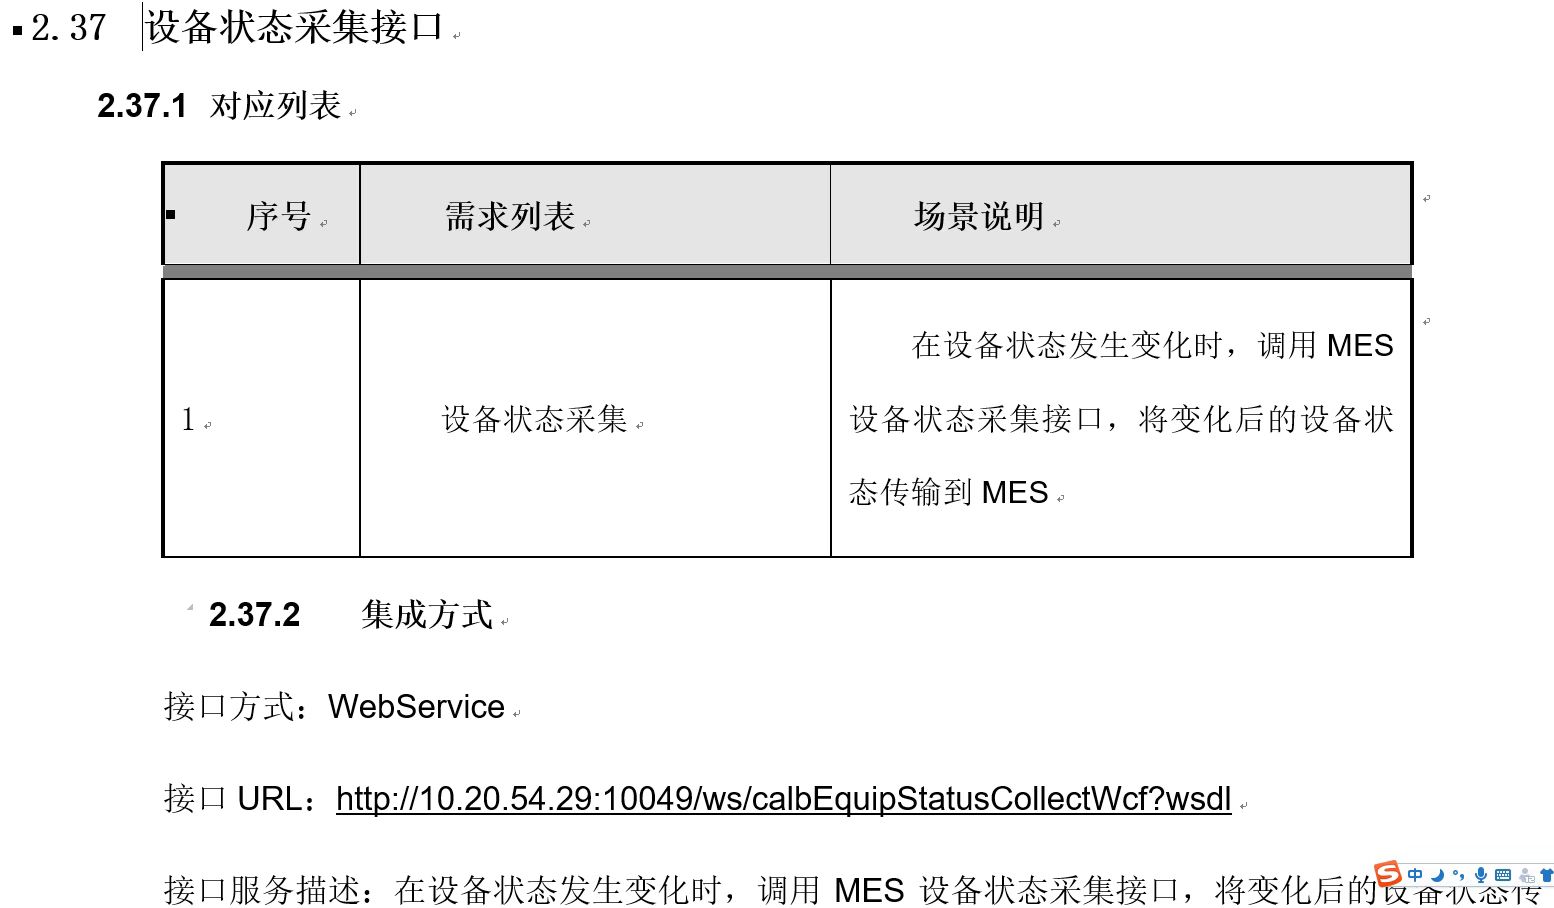 2.37 设备状态采集接口
2.37.1 对应列表
序号 需求列表 场景说明
在设备状态发生变化时，调用 MES
1 设备状态采集 设备状态采集接口，将变化后的设备状
态传输到 MES
2.37.2 集成方式
接口方式：WebService
接口 URL：http://10.20.54.29:10049/ws/calbEquipStatusCollectWcf?wsdl
接口服务描述：在设备状态发生变化时，调用 MES 设备状态采集接口，将变化后的设备状态传
中